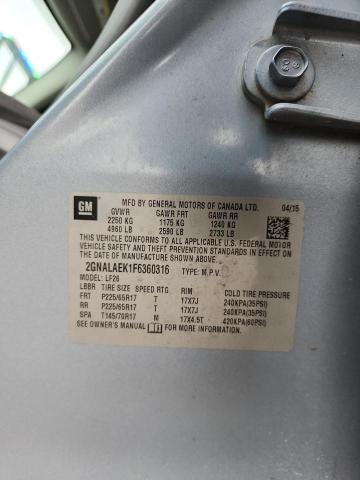 GM
MFD BY GENERAL MOTORS OF CANADA LTD. 04/15
GVWR GAWR FRT GAWR RR
2250 KG 1175 KG 1240 KG
4960 LB 2590 LB 2733 LB
THIS VEHICLE CONFORMS TO ALL APPLICABLE U.S. FEDERAL MOTOR
VEHICLE SAFETY AND THEFT PREVENTION STANDARDS IN EFFECT
ON THE DATE OF MANUFACTURE SHOWN ABOVE.
2GNALAEK1F6360316 TYPE: M.P.V.
MODEL: LF26
LBBR TIRE SIZE SPEED RTG RIM COLD TIRE PRESSURE
FRT P225/65R17 T 17X7J 240KPA(35PSI)
RR P225/65R17 T 17X7J 240KPA(35PSI)
SPA T145/70R17 M 17X4.5T 420KPA(60PSI)
SEE OWNER'S MANUAL FOR MORE INFORMATION.